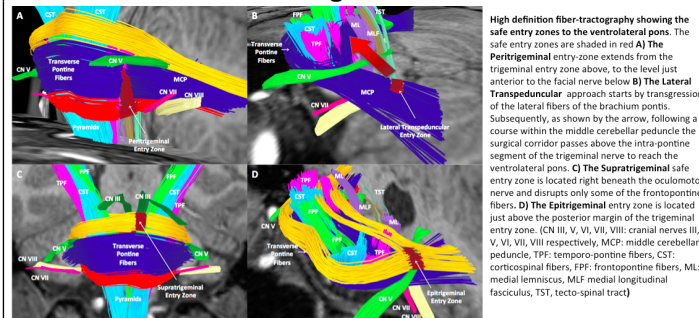 A
CST
CST
CN V
Transverse
Pontine
Fibers
MCP
CN VII
CN VIII
Pyramids
Peritrigeminal
Entry Zone
B
FPF
CST
ML
MLF
TPF
Transverse
Pontine
Fibers
CN V
MCP
CN VII
Lateral Transpeduncular
Entry Zone
C
FPF
FPF
TPF
CST
CN III
CN III
CST
TPF
CN V
CN V
Transverse
Pontine
Fibers
CN VIII
CN VII
Supratrigeminal
Entry Zone
Pyramids
D
TPF
ML
CST
FPF
TPF
TST
MLF
FPF
ML
CST
Transverse
Pontine
Fibers
Epitrigeminal
Entry Zone
CN V
CN VII
CN VIII
High definition fiber-tractography showing the
safe entry zones to the ventrolateral pons. The
safe entry zones are shaded in red A) The
Peritrigeminal entry-zone extends from the
trigeminal entry zone above, to the level just
anterior to the facial nerve below B) The Lateral
Transpeduncular approach starts by transgression
of the lateral fibers of the brachium pontis.
Subsequently, as shown by the arrow, following a
course within the middle cerebellar peduncle the
surgical corridor passes above the intra-pontine
segment of the trigeminal nerve to reach the
ventrolateral pons. C) The Supratrigeminal safe
entry zone is located right beneath the oculomoto
nerve and disrupts only some of the frontopontine
fibers. D) The Epitrigeminal entry zone is located
just above the posterior margin of the trigeminal
entry zone. (CN III, V, VI, VII, VIII: cranial nerves III,
V, VI, VII, VIII respectively, MCP: middle cerebellar
peduncle, TPF: temporo-pontine fibers, CST:
corticospinal fibers, FPF: frontopontine fibers, ML:
medial lemniscus, MLF medial longitudinal
fasciculus, TST, tecto-spinal tract)